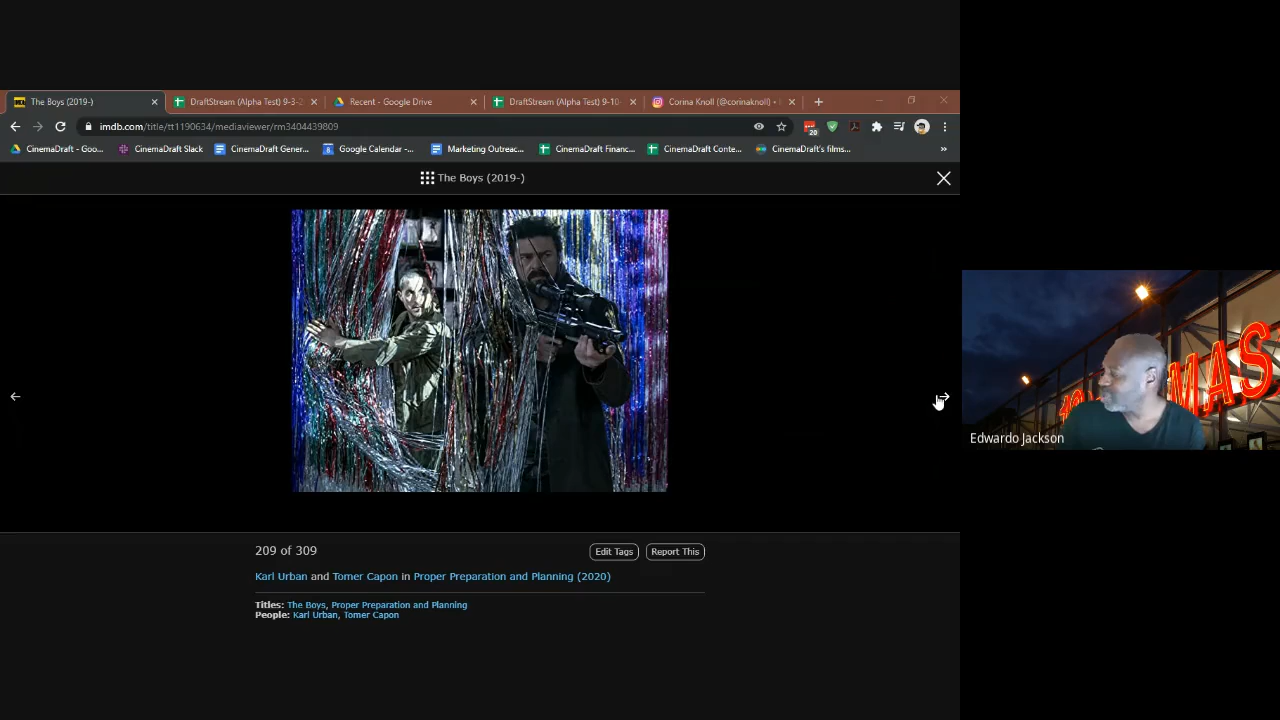 The Boys (2019-)
DraftStream (Alpha Test) 9-3-2
Recent - Google Drive
DraftStream (Alpha Test) 9-10-
Corina Knoll (@corinaknoll) •
imdb.com/title/tt1190634/mediaviewer/rm3404439809
20
CinemaDraft - Goo...
CinemaDraft Slack
CinemaDraft Gener...
Google Calendar -...
Marketing Outreac...
CinemaDraft Financ...
CinemaDraft Conte...
CinemaDraft's films...
The Boys (2019-)
MAS
Edwardo Jackson
209 of 309
Edit Tags
Report This
Karl Urban and Tomer Capon in Proper Preparation and Planning (2020)
Titles: The Boys, Proper Preparation and Planning
People: Karl Urban, Tomer Capon